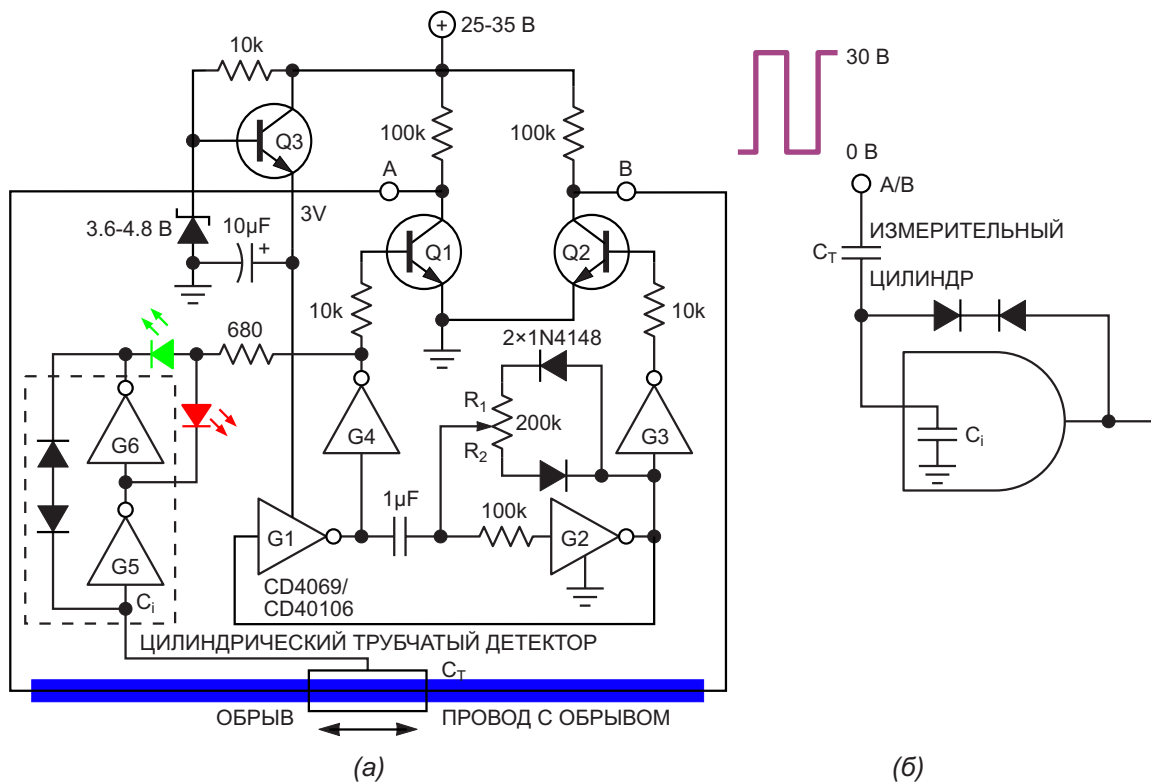 25-35 В
10k
30 В
Q3
100k
100k
0 В
A
B
A/B
3V
3.6-4.8 В
10µF
+
ИЗМЕРИТЕЛЬНЫЙ
Q1
Q2
CT
ЦИЛИНДР
10k
10k
680
2×1N4148
R1
200k
R2
G6
G4
G3
Ci
1µF
100k
G5
G1
G2
Ci
CD4069/
CD40106
ЦИЛИНДРИЧЕСКИЙ ТРУБЧАТЫЙ ДЕТЕКТОР
CT
ОБРЫВ
ПРОВОД С ОБРЫВОМ
(а)
(б)